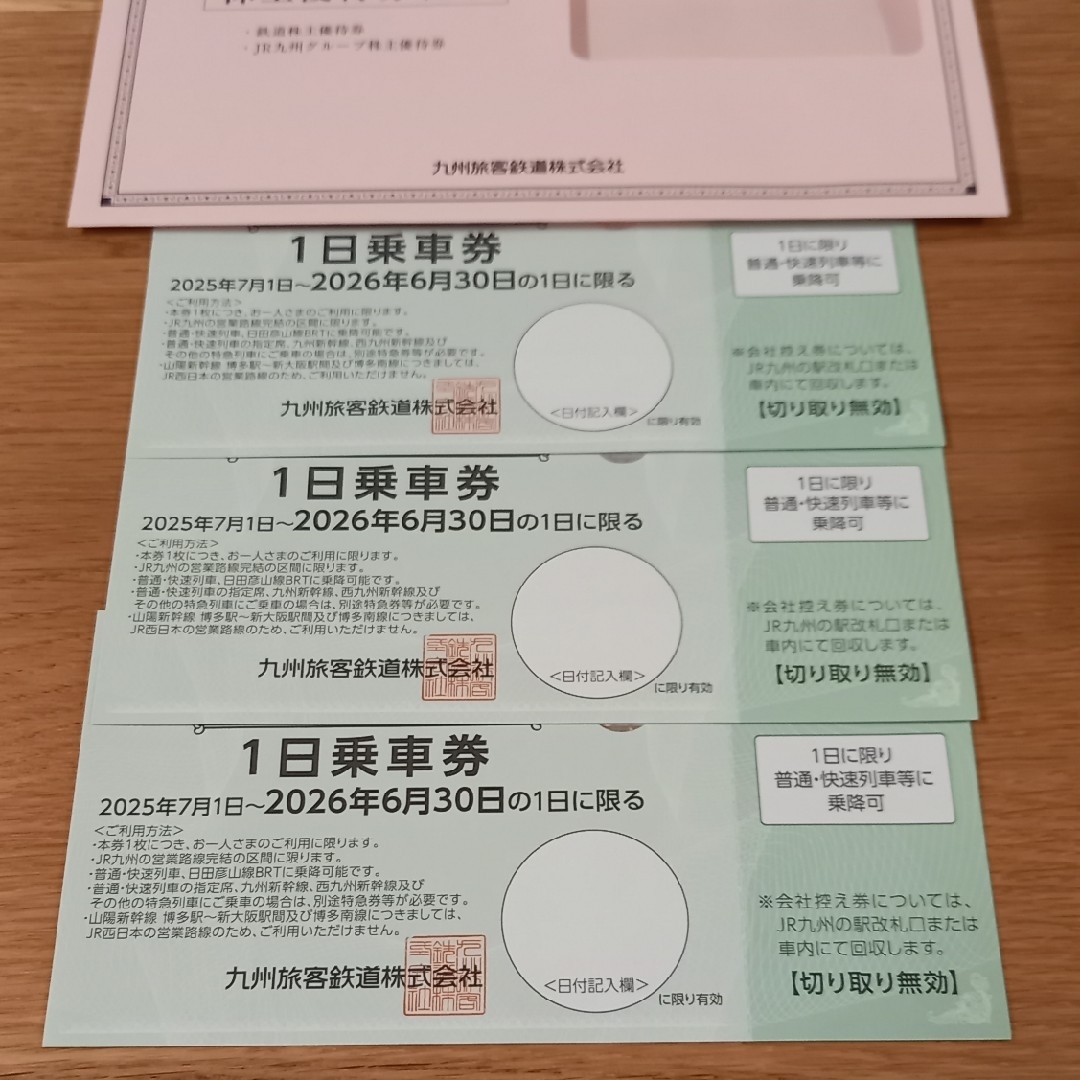 ・鉄道株主優待券
・JR九州グループ株主優待券
九州旅客鉄道株式会社
1日乗車券
2025年7月1日～2026年6月30日の1日に限る
＜ご利用方法＞
・本券1枚につき、お一人さまのご利用に限ります。
・JR九州の営業路線完結の区間に限ります。
・普通・快速列車、日田彦山線BRTに乗降可能です。
・普通・快速列車の指定席、九州新幹線、西九州新幹線及び
その他の特急列車にご乗車の場合は、別途特急券等が必要です。
・山陽新幹線 博多駅～新大阪駅間及び博多南線につきましては、
JR西日本の営業路線のため、ご利用いただけません。
九州旅客鉄道株式会社
＜日付記入欄＞
に限り有効
1日に限り
普通・快速列車等に
乗降可
※会社控え券については、
JR九州の駅改札口または
車内にて回収します。
【切り取り無効】
1日乗車券
2025年7月1日～2026年6月30日の1日に限る
＜ご利用方法＞
・本券1枚につき、お一人さまのご利用に限ります。
・JR九州の営業路線完結の区間に限ります。
・普通・快速列車、日田彦山線BRTに乗降可能です。
・普通・快速列車の指定席、九州新幹線、西九州新幹線及び
その他の特急列車にご乗車の場合は、別途特急券等が必要です。
・山陽新幹線 博多駅～新大阪駅間及び博多南線につきましては、
JR西日本の営業路線のため、ご利用いただけません。
九州旅客鉄道株式会社
＜日付記入欄＞
に限り有効
1日に限り
普通・快速列車等に
乗降可
※会社控え券については、
JR九州の駅改札口または
車内にて回収します。
【切り取り無効】
1日乗車券
2025年7月1日～2026年6月30日の1日に限る
＜ご利用方法＞
・本券1枚につき、お一人さまのご利用に限ります。
・JR九州の営業路線完結の区間に限ります。
・普通・快速列車、日田彦山線BRTに乗降可能です。
・普通・快速列車の指定席、九州新幹線、西九州新幹線及び
その他の特急列車にご乗車の場合は、別途特急券等が必要です。
・山陽新幹線 博多駅～新大阪駅間及び博多南線につきましては、
JR西日本の営業路線のため、ご利用いただけません。
九州旅客鉄道株式会社
＜日付記入欄＞
に限り有効
1日に限り
普通・快速列車等に
乗降可
※会社控え券については、
JR九州の駅改札口または
車内にて回収します。
【切り取り無効】